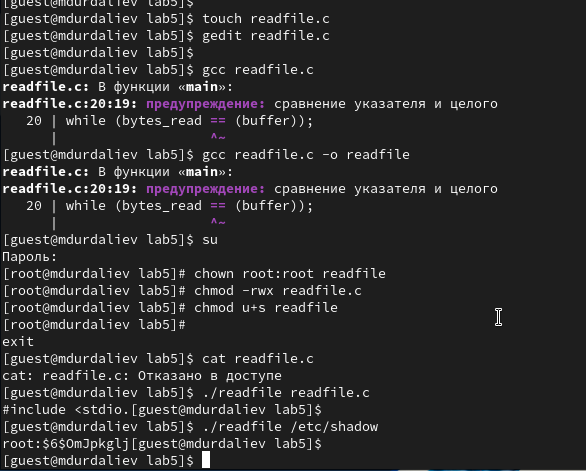 [guest@mdurdaliev lab5]$
[guest@mdurdaliev lab5]$ touch readfile.c
[guest@mdurdaliev lab5]$ gedit readfile.c
[guest@mdurdaliev lab5]$
[guest@mdurdaliev lab5]$ gcc readfile.c
readfile.c: В функции «main»:
readfile.c:20:19: предупреждение: сравнение указателя и целого
   20 | while (bytes_read == (buffer));
      |                   ^~
[guest@mdurdaliev lab5]$ gcc readfile.c -o readfile
readfile.c: В функции «main»:
readfile.c:20:19: предупреждение: сравнение указателя и целого
   20 | while (bytes_read == (buffer));
      |                   ^~
[guest@mdurdaliev lab5]$ su
Пароль:
[root@mdurdaliev lab5]# chown root:root readfile
[root@mdurdaliev lab5]# chmod -rwx readfile.c
[root@mdurdaliev lab5]# chmod u+s readfile
[root@mdurdaliev lab5]#
exit
[guest@mdurdaliev lab5]$ cat readfile.c
cat: readfile.c: Отказано в доступе
[guest@mdurdaliev lab5]$ ./readfile readfile.c
#include <stdio.[guest@mdurdaliev lab5]$
[guest@mdurdaliev lab5]$ ./readfile /etc/shadow
root:$6$OmJpkglj[guest@mdurdaliev lab5]$
[guest@mdurdaliev lab5]$